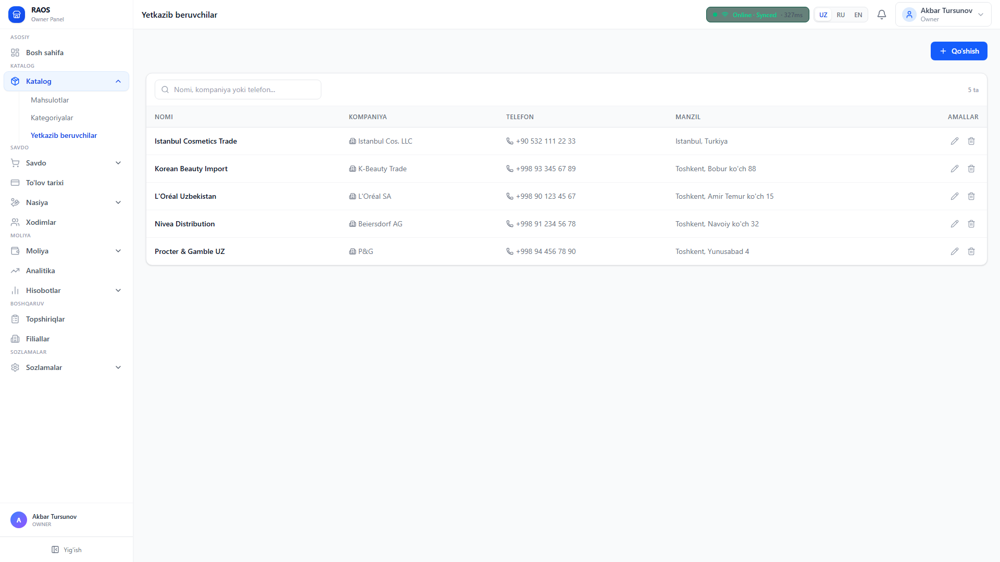 RAOS
Owner Panel
ASOSIY
Bosh sahifa
KATALOG
Katalog
Mahsulotlar
Kategoriyalar
Yetkazib beruvchilar
SAVDO
Savdo
To'lov tarixi
Nasiya
Xodimlar
MOLIYA
Moliya
Analitika
Hisobotlar
BOSHQARUV
Topshiriqlar
Filiallar
SOZLAMALAR
Sozlamalar
A
Akbar Tursunov
OWNER
Yig'ish
Yetkazib beruvchilar
Online · Synced · 327ms
UZ RU EN
Akbar Tursunov
Owner
Qo'shish
Nomi, kompaniya yoki telefon...
5 ta
NOMI KOMPANIYA TELEFON MANZIL AMALLAR
Istanbul Cosmetics Trade Istanbul Cos. LLC +90 532 111 22 33 Istanbul, Turkiya
Korean Beauty Import K-Beauty Trade +998 93 345 67 89 Toshkent, Bobur ko'ch 88
L'Oréal Uzbekistan L'Oréal SA +998 90 123 45 67 Toshkent, Amir Temur ko'ch 15
Nivea Distribution Beiersdorf AG +998 91 234 56 78 Toshkent, Navoiy ko'ch 32
Procter & Gamble UZ P&G +998 94 456 78 90 Toshkent, Yunusabad 4